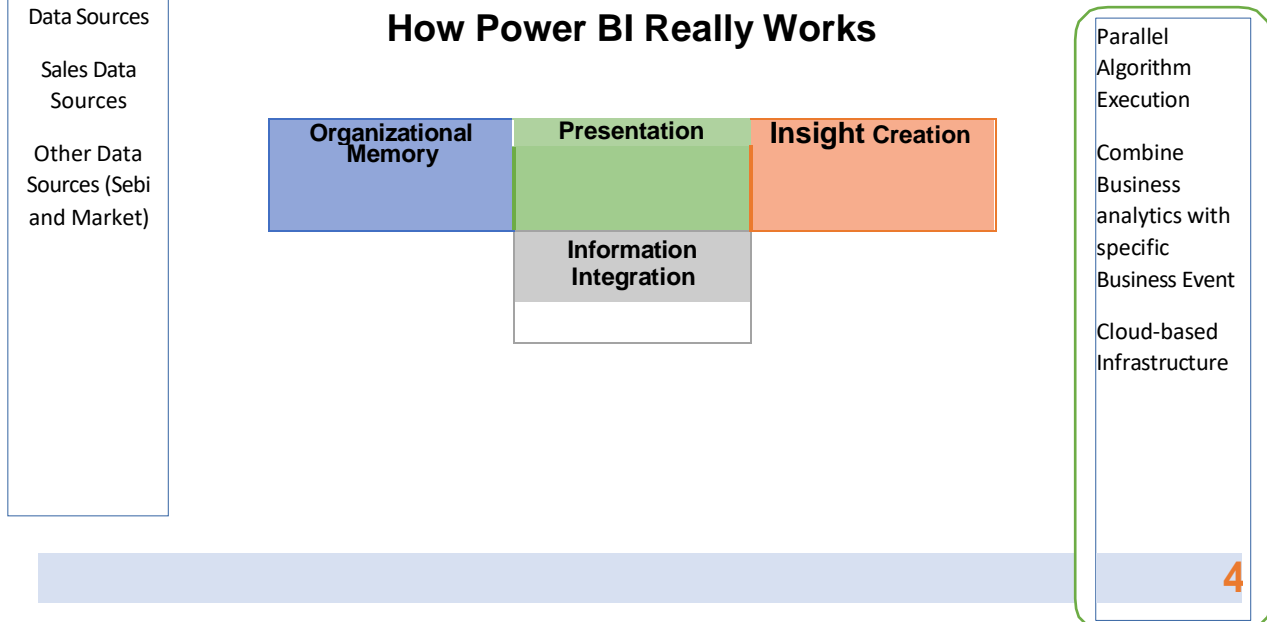 Data Sources
Sales Data
Sources
Other Data
Sources (Sebi
and Market)
How Power BI Really Works
Organizational
Memory
Presentation
Insight Creation
Information
Integration
Parallel
Algorithm
Execution
Combine
Business
analytics with
specific
Business Event
Cloud-based
Infrastructure
4